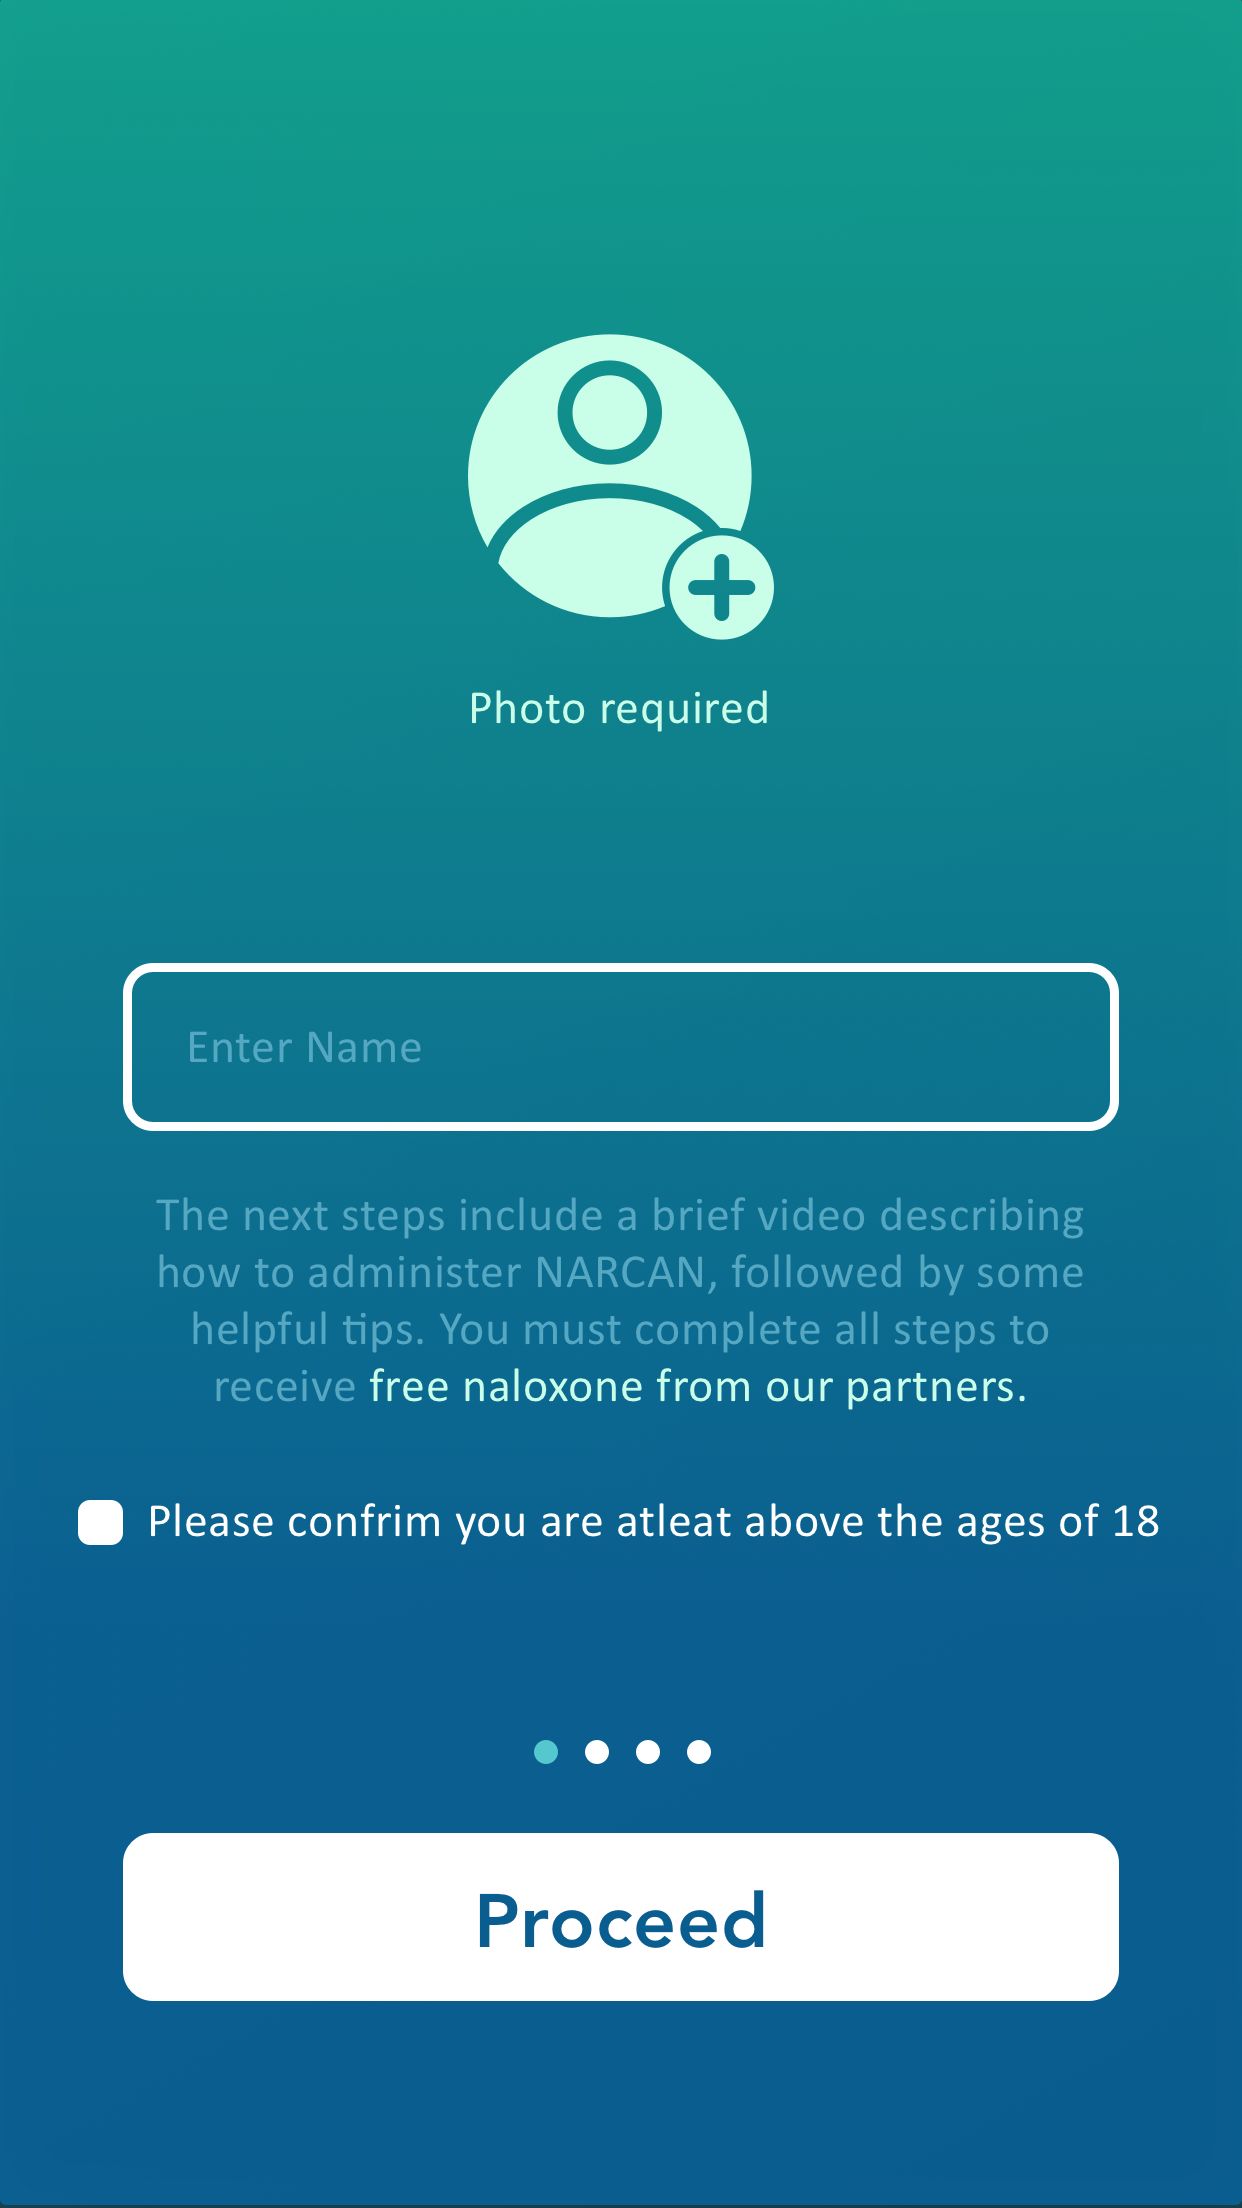 Photo required
Enter Name
The next steps include a brief video describing
how to administer NARCAN, followed by some
helpful tips. You must complete all steps to
receive free naloxone from our partners.
Please confrim you are atleat above the ages of 18
Proceed